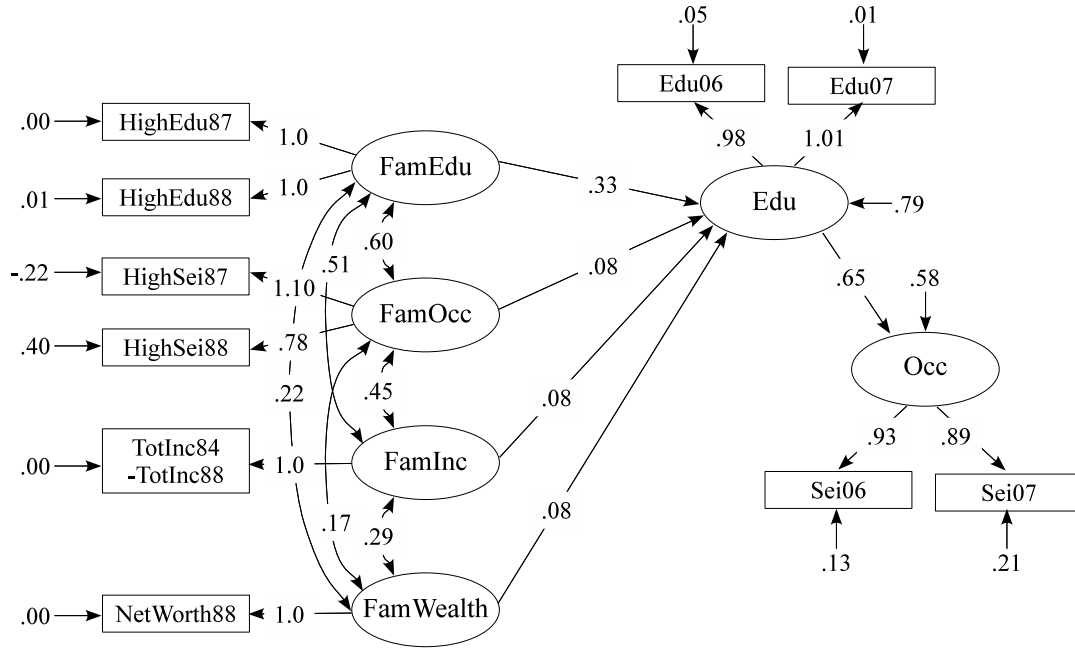 .05
.01
Edu06
Edu07
.00
HighEdu87
1.0
FamEdu
.98
1.01
.01
HighEdu88
1.0
.33
Edu
.79
-.22
HighSei87
.60
.51
1.10
FamOcc
.08
.65
.58
.40
HighSei88
.78
Occ
.22
.45
.08
.93
.89
.00
TotInc84
-TotInc88
1.0
FamInc
Sei06
Sei07
.17
.29
.08
.13
.21
.00
NetWorth88
1.0
FamWealth